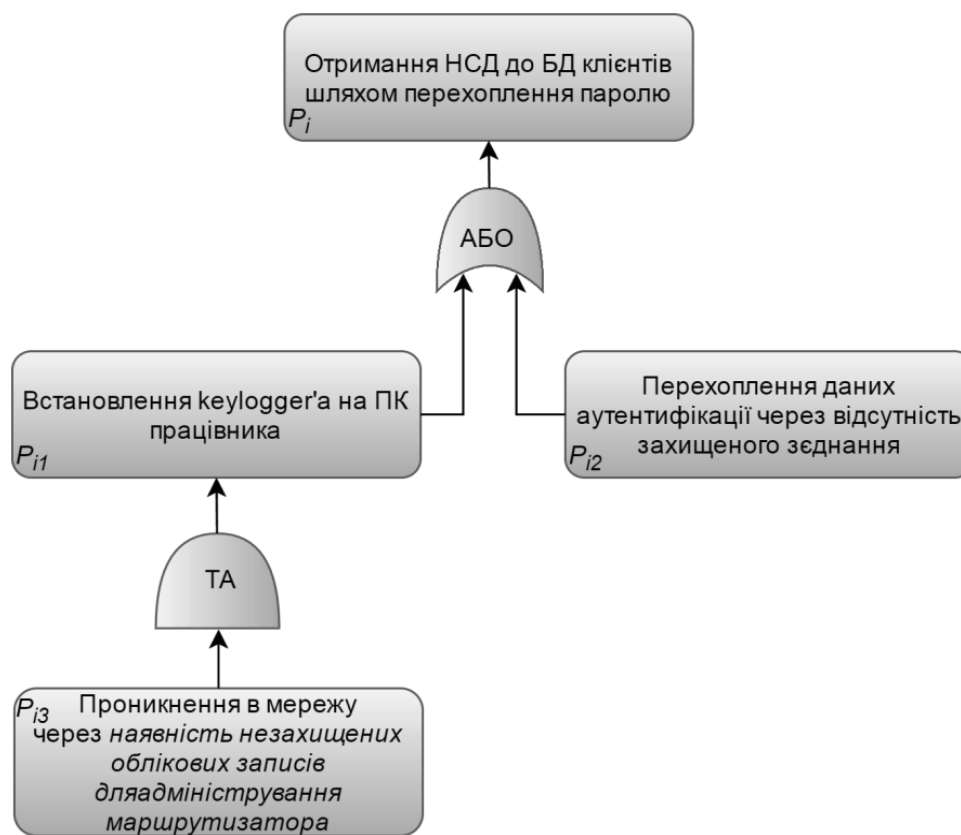 Отримання НСД до БД клієнтів
шляхом перехоплення паролю
Pi
АБО
Встановлення keylogger'а на ПК
працівника
Pi1
Перехоплення даних
аутентифікації через відсутність
захищеного зєднання
Pi2
ТА
Pi3
Проникнення в мережу
через наявність незахищених
облікових записів
дляадміністрування
маршрутизатора